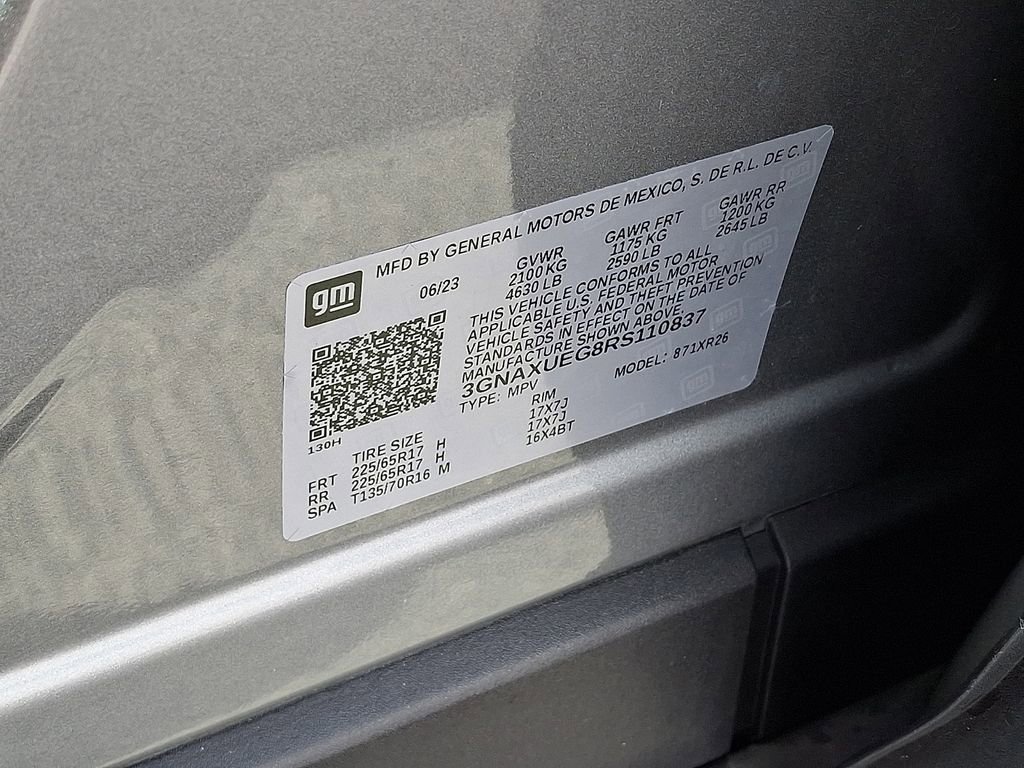 MFD BY GENERAL MOTORS DE MEXICO, S. DE R.L. DE C.V.
gm
06/23
GVWR GAWR FRT GAWR RR
2100 KG 1175 KG 1200 KG
4630 LB 2590 LB 2645 LB
THIS VEHICLE CONFORMS TO ALL
APPLICABLE U.S. FEDERAL MOTOR
VEHICLE SAFETY AND THEFT PREVENTION
STANDARDS IN EFFECT ON THE DATE OF
MANUFACTURE SHOWN ABOVE.
3GNAXUEG8RS110837
TYPE: MPV MODEL: 871XR26
130H
TIRE SIZE RIM
FRT 225/65R17 H 17X7J
RR 225/65R17 H 17X7J
SPA T135/70R16 M 16X4BT